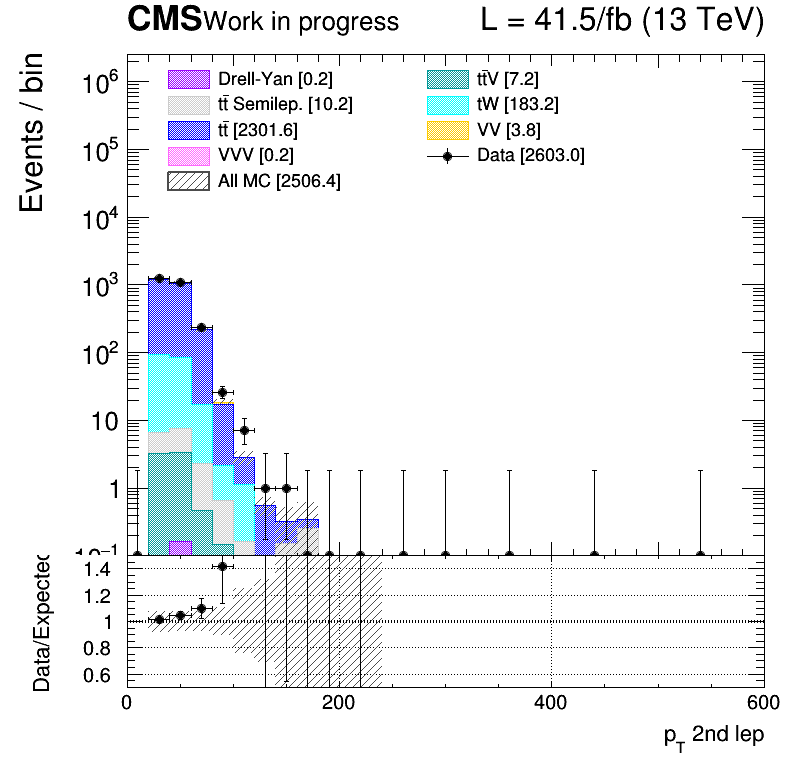 CMS Work in progress L = 41.5/fb (13 TeV)
Events / bin
Drell-Yan [0.2]
tt̄ Semilep. [10.2]
tt̄ [2301.6]
VVV [0.2]
All MC [2506.4]
tt̄V [7.2]
tW [183.2]
VV [3.8]
Data [2603.0]
10⁶
10⁵
10⁴
10³
10²
10
1
10⁻¹
Data/Expected
1.4
1.2
1
0.8
0.6
0 200 400 600
p_T 2nd lep